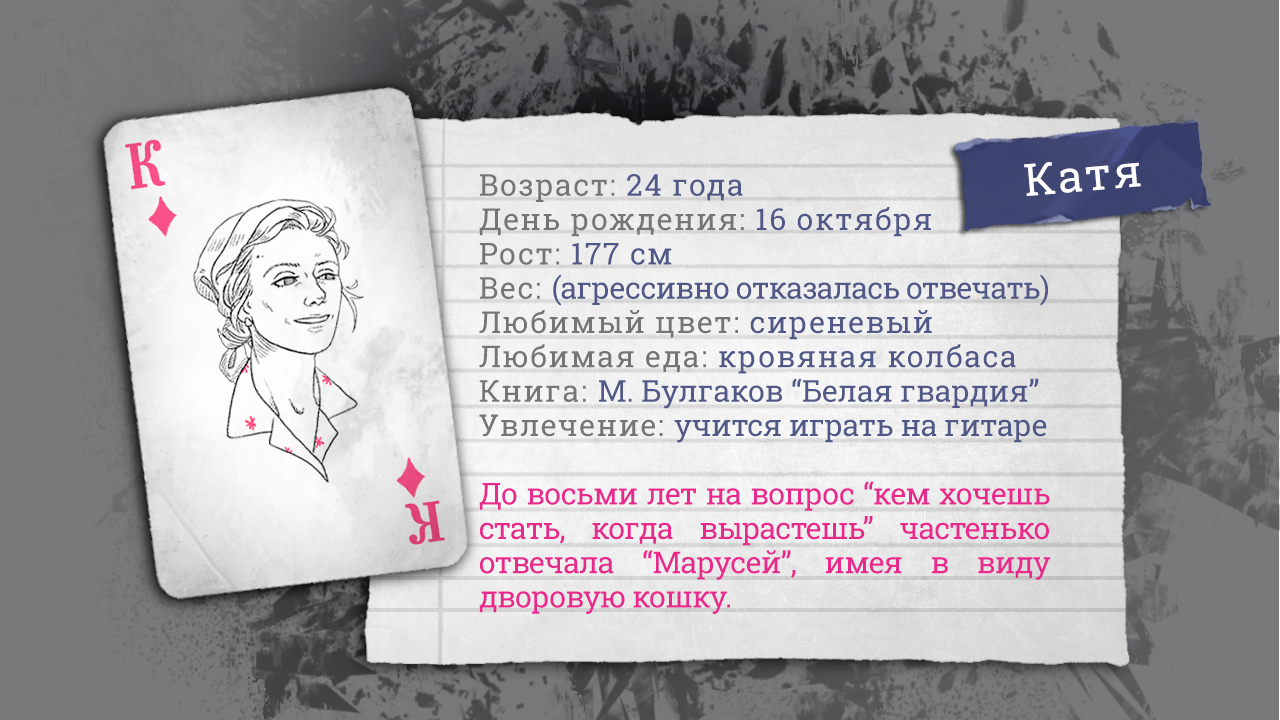 К
Катя
Возраст: 24 года
День рождения: 16 октября
Рост: 177 см
Вес: (агрессивно отказалась отвечать)
Любимый цвет: сиреневый
Любимая еда: кровяная колбаса
Книга: М. Булгаков “Белая гвардия”
Увлечение: учится играть на гитаре
До восьми лет на вопрос “кем хочешь
стать, когда вырастешь” частенько
отвечала “Марусей”, имея в виду
дворовую кошку.
К